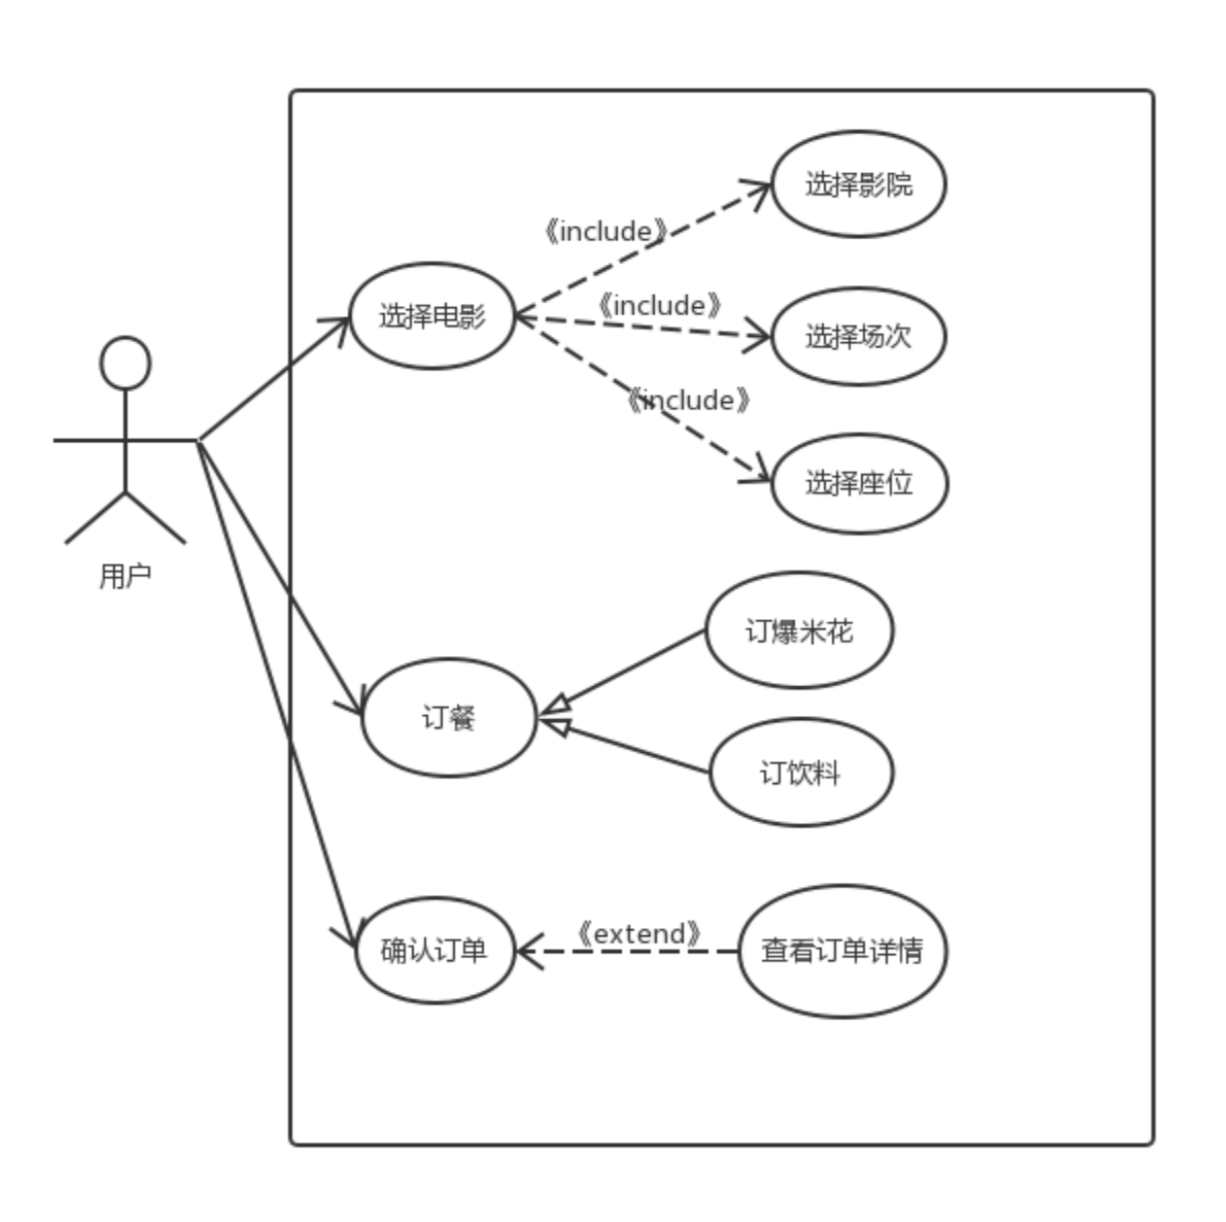 选择影院
《include》
选择电影
《include》
选择场次
《include》
选择座位
用户
订爆米花
订餐
订饮料
确认订单
《extend》
查看订单详情